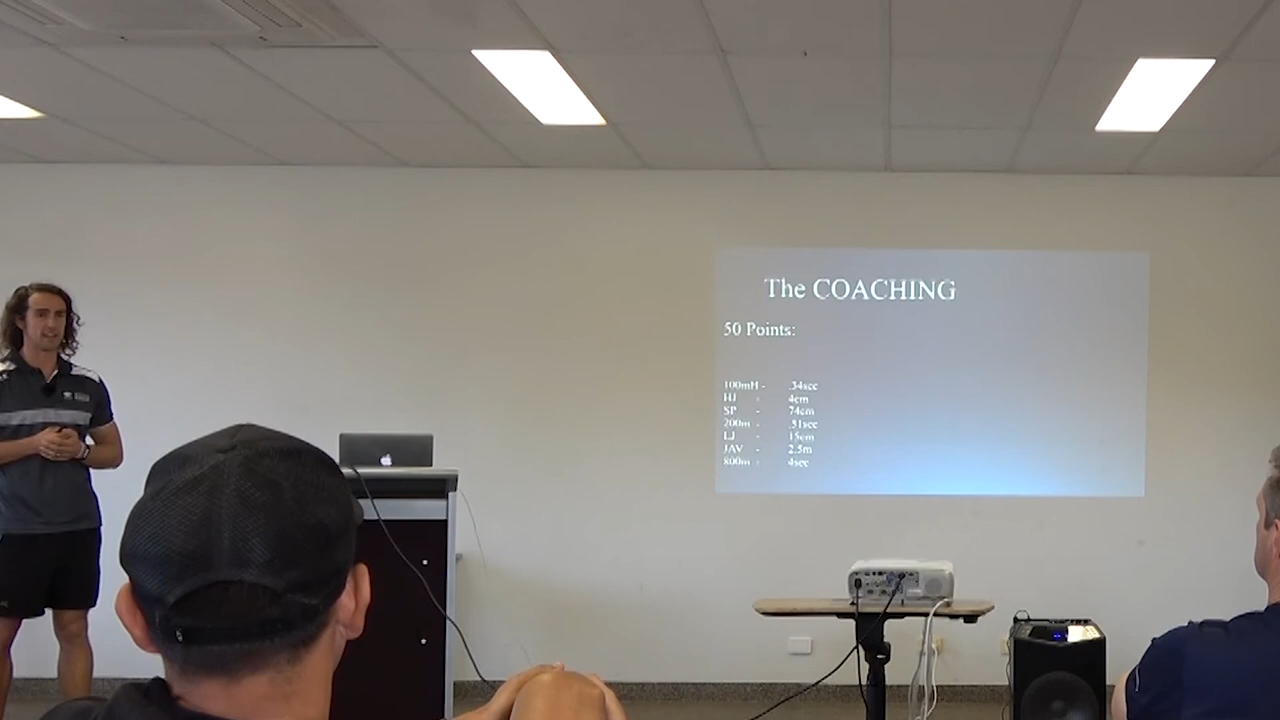 The COACHING
50 Points:
100mH - .34sec
HJ - 4cm
SP - 74cm
200m - .51sec
LJ - 15cm
JAV - 2.5m
800m - 4sec